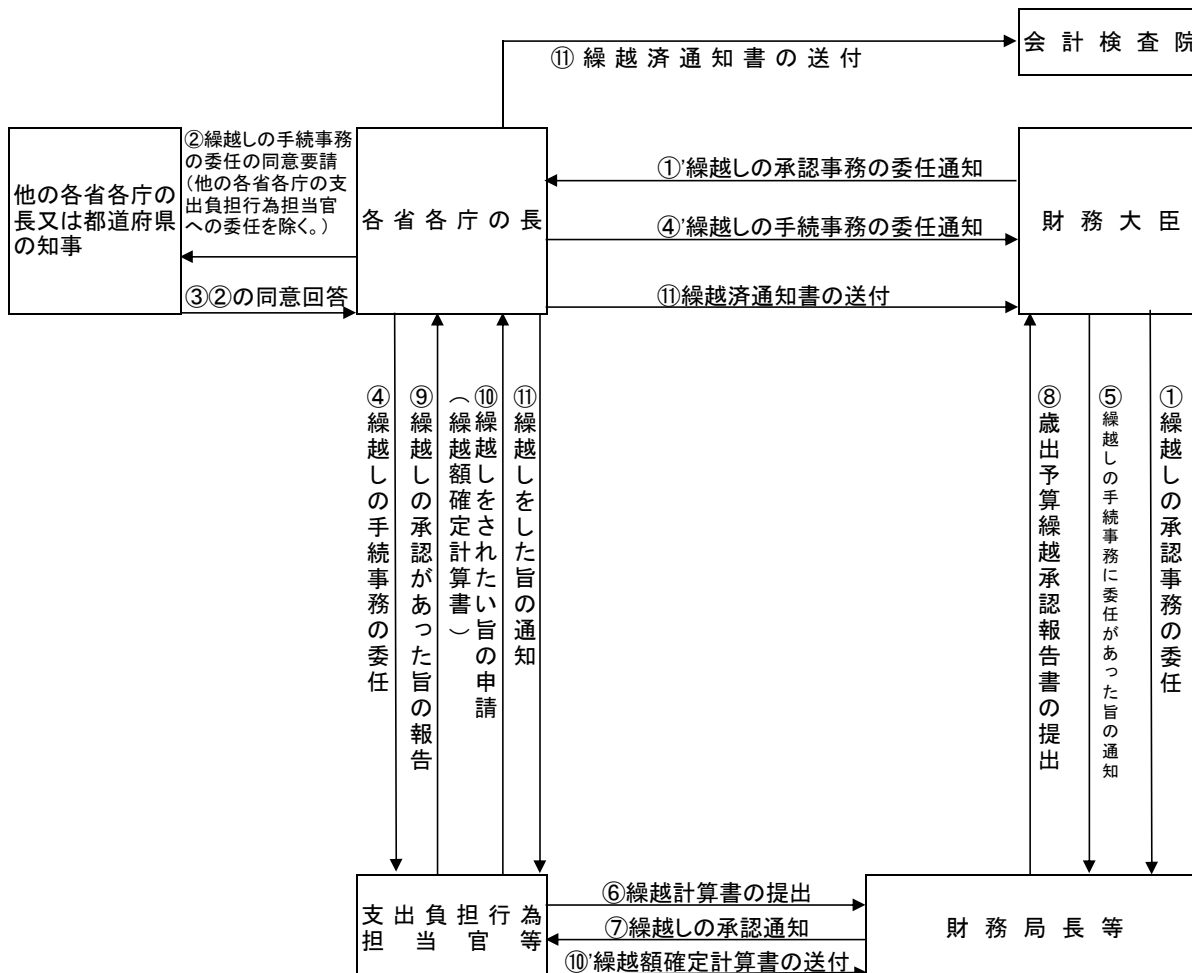 会計検査院
⑪繰越済通知書の送付
②繰越しの手続事務
の委任の同意要請
（他の各省各庁の支
出負担行為担当官
への委任を除く。）
他の各省各庁の
長又は都道府県
の知事
各省各庁の長
①’繰越しの承認事務の委任通知
財務大臣
④’繰越しの手続事務の委任通知
⑪繰越済通知書の送付
③②の同意回答
④繰越しの手続事務の委任
⑨繰越しの承認があった旨の報告
⑩繰越しをされたい旨の申請
（繰越額確定計算書）
⑪繰越しをした旨の通知
⑧歳出予算繰越承認報告書の提出
⑤繰越しの手続事務に委任があった旨の通知
①繰越しの承認事務の委任
支出負担行為
担当官等
⑥繰越計算書の提出
⑦繰越しの承認通知
⑩’繰越額確定計算書の送付
財務局長等